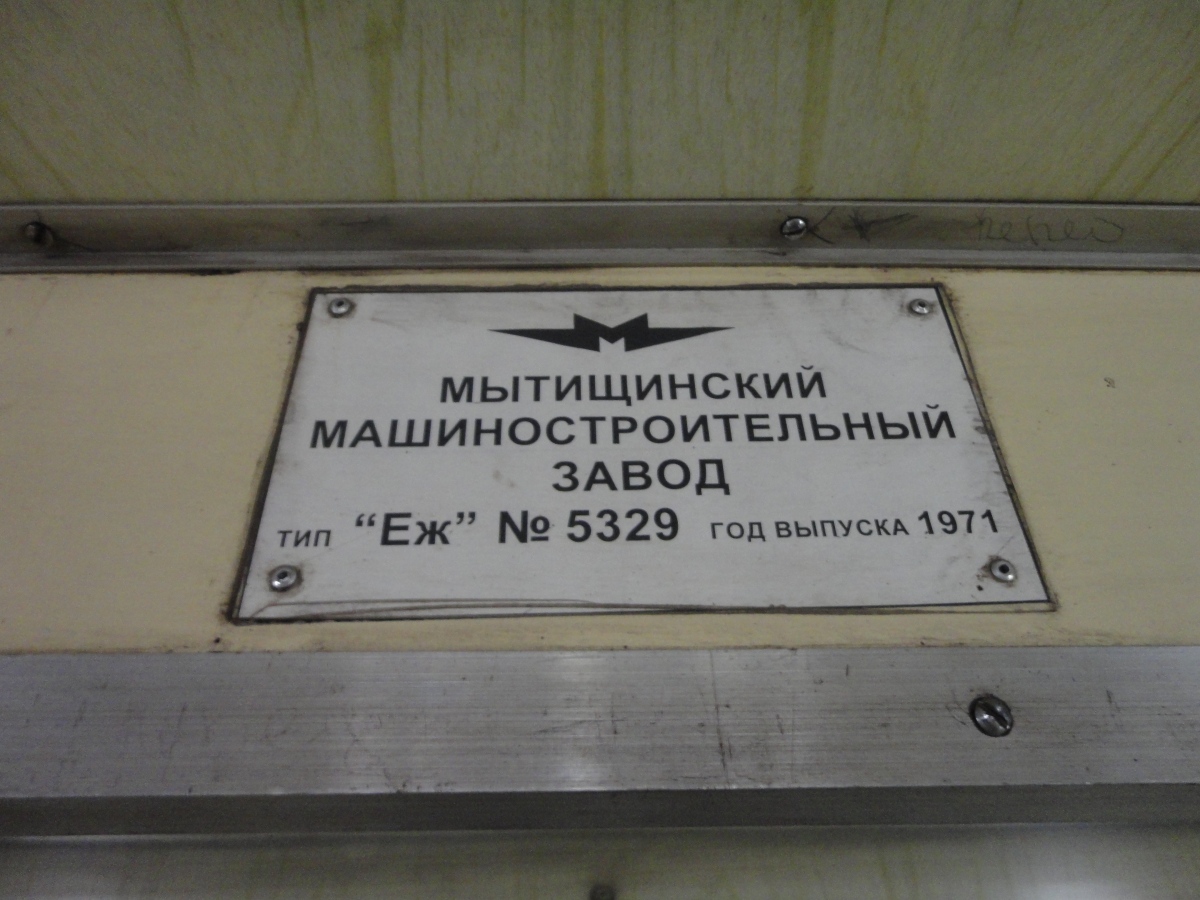 МЫТИЩИНСКИЙ
МАШИНОСТРОИТЕЛЬНЫЙ
ЗАВОД
ТИП “ЕЖ” № 5329 ГОД ВЫПУСКА 1971